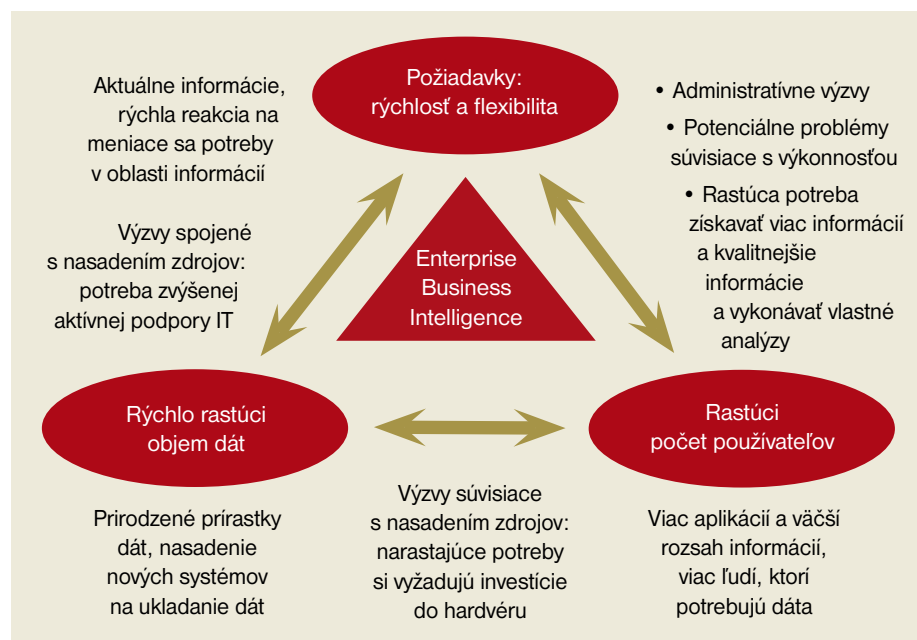 Požiadavky:
rýchlosť a flexibilita
Aktuálne informácie,
rýchla reakcia na
meniace sa potreby
v oblasti informácií
• Administratívne výzvy
• Potenciálne problémy
súvisiace s výkonnosťou
• Rastúca potreba
získavať viac informácií
a kvalitnejšie
informácie
a vykonávať vlastné
analýzy
Výzvy spojené
s nasadením zdrojov:
potreba zvýšenej
aktívnej podpory IT
Enterprise
Business
Intelligence
Rýchlo rastúci
objem dát
Rastúci
počet používateľov
Prirodzené prírastky
dát, nasadenie
nových systémov
na ukladanie dát
Výzvy súvisiace
s nasadením zdrojov:
narastajúce potreby
si vyžadujú investície
do hardvéru
Viac aplikácií a väčší
rozsah informácií,
viac ľudí, ktorí
potrebujú dáta